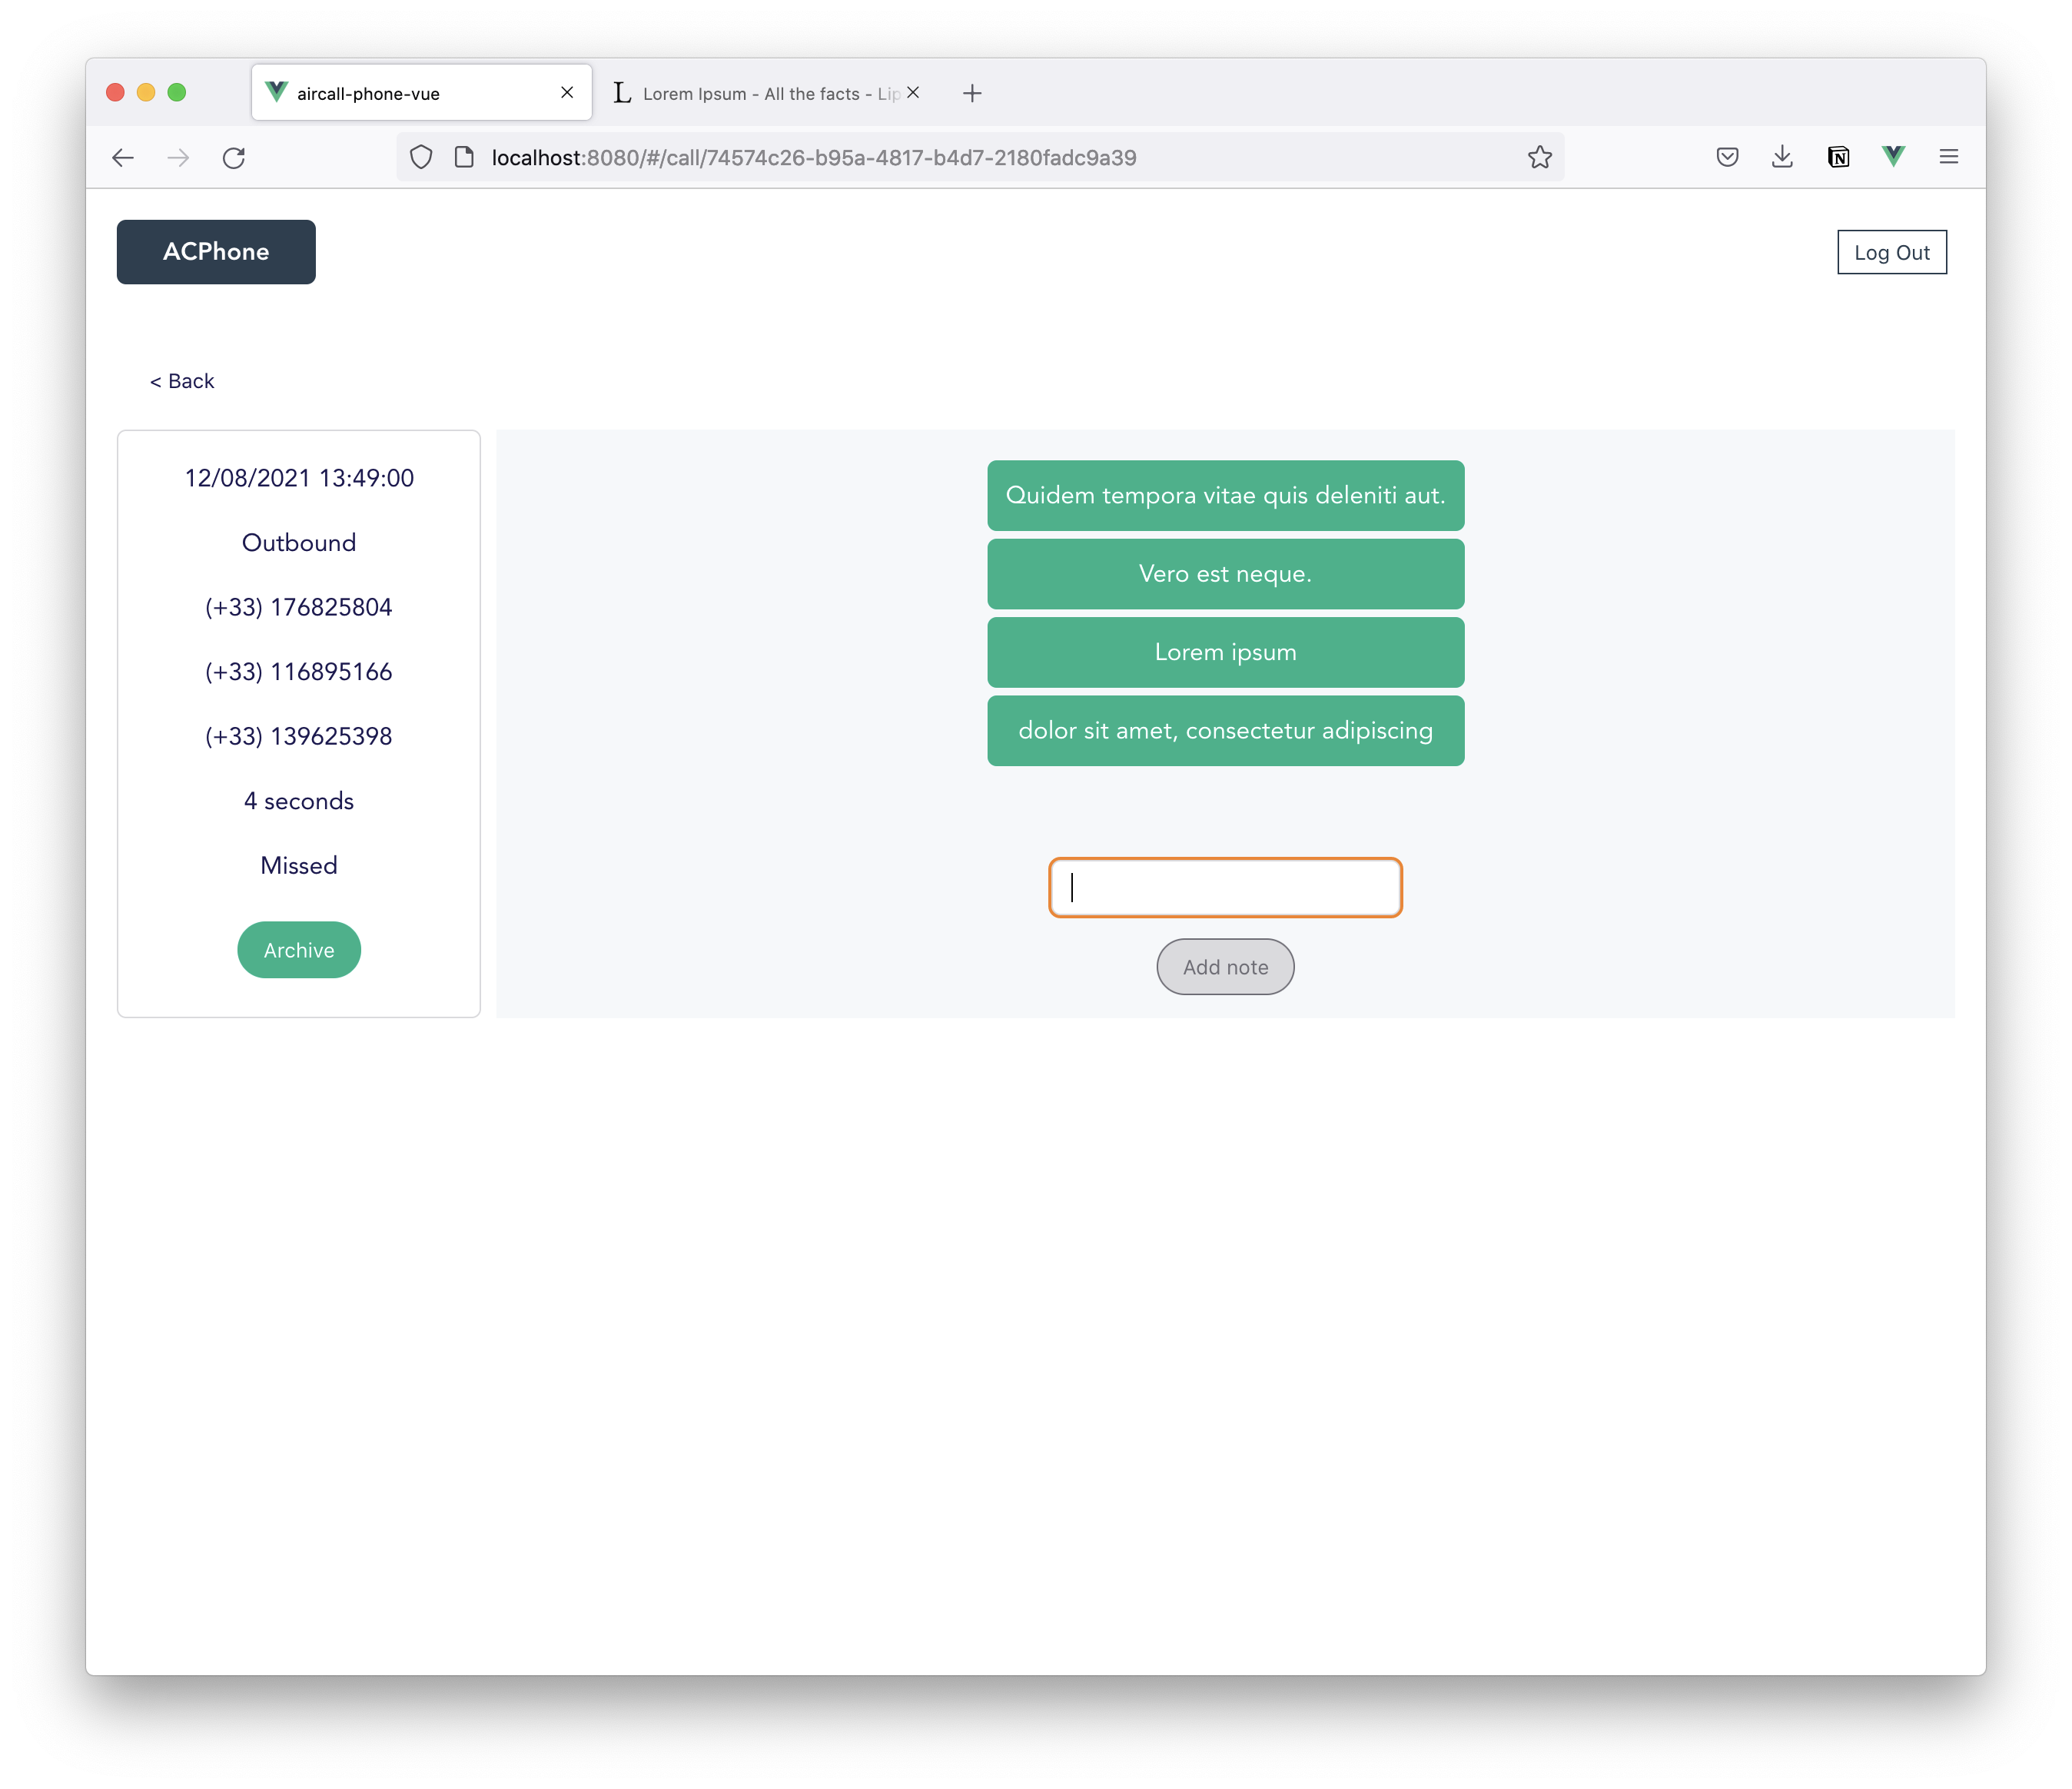 aircall-phone-vue
Lorem Ipsum - All the facts - Lip
localhost:8080/#/call/74574c26-b95a-4817-b4d7-2180fadc9a39
ACPhone
Log Out
< Back
12/08/2021 13:49:00
Outbound
(+33) 176825804
(+33) 116895166
(+33) 139625398
4 seconds
Missed
Archive
Quidem tempora vitae quis deleniti aut.
Vero est neque.
Lorem ipsum
dolor sit amet, consectetur adipiscing
Add note